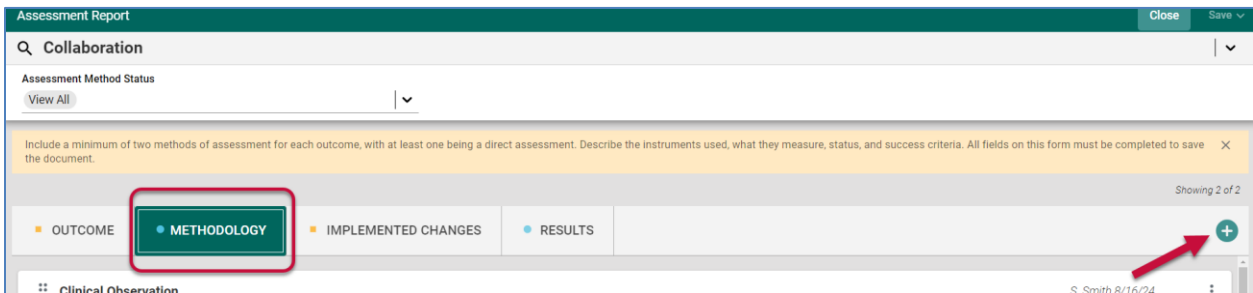 Assessment Report Close Save
Collaboration
Assessment Method Status
View All
Include a minimum of two methods of assessment for each outcome, with at least one being a direct assessment. Describe the instruments used, what they measure, status, and success criteria. All fields on this form must be completed to save
the document.
Showing 2 of 2
OUTCOME METHODOLOGY IMPLEMENTED CHANGES RESULTS
Clinical Observation S. Smith 8/16/24